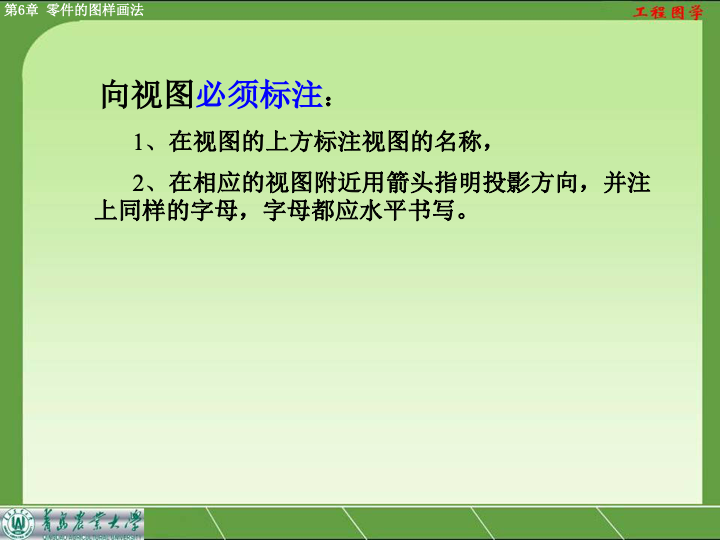 第6章 零件的图样画法
工程图学
向视图必须标注：
1、在视图的上方标注视图的名称，
2、在相应的视图附近用箭头指明投影方向，并注
上同样的字母，字母都应水平书写。
青岛农业大学